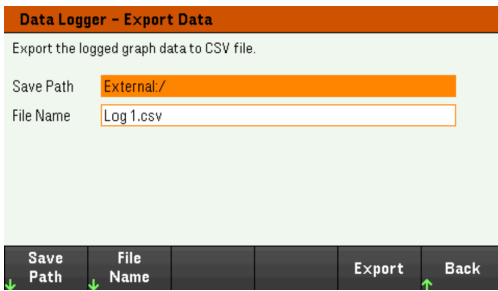 Data Logger – Export Data
Export the logged graph data to CSV file.
Save Path External:/
File Name Log 1.csv
Save Path File Name Export Back